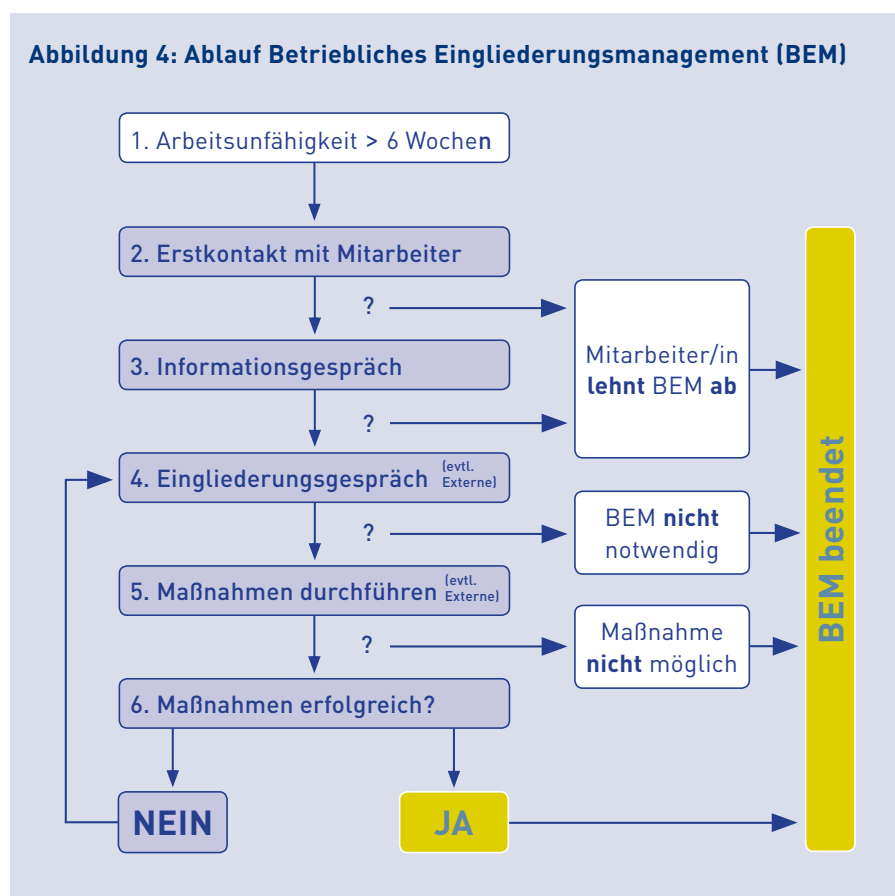 Abbildung 4: Ablauf Betriebliches Eingliederungsmanagement (BEM)
1. Arbeitsunfähigkeit > 6 Wochen
2. Erstkontakt mit Mitarbeiter
?
3. Informationsgespräch
?
Mitarbeiter/in
lehnt BEM ab
4. Eingliederungsgespräch (evtl.
Externe)
?
BEM nicht
notwendig
5. Maßnahmen durchführen (evtl.
Externe)
?
Maßnahme
nicht möglich
6. Maßnahmen erfolgreich?
NEIN
JA
BEM beendet